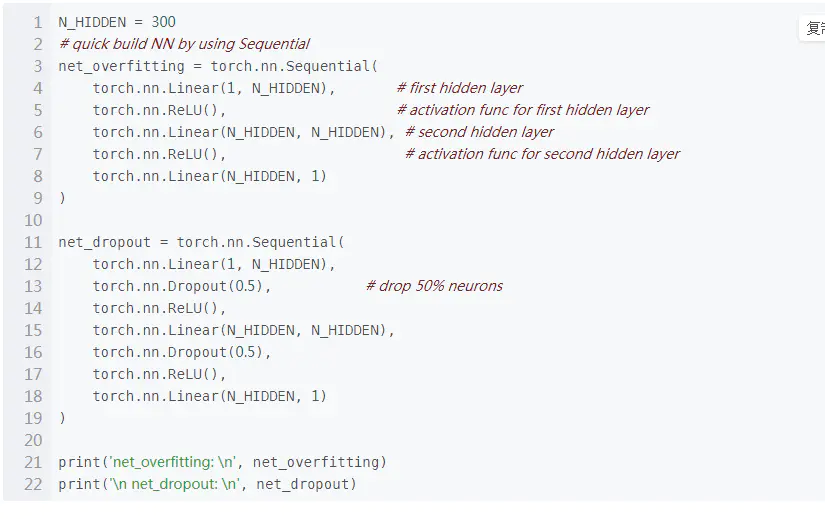 1 N_HIDDEN = 300
2 # quick build NN by using Sequential
3 net_overfitting = torch.nn.Sequential(
4     torch.nn.Linear(1, N_HIDDEN),       # first hidden layer
5     torch.nn.ReLU(),                    # activation func for first hidden layer
6     torch.nn.Linear(N_HIDDEN, N_HIDDEN), # second hidden layer
7     torch.nn.ReLU(),                     # activation func for second hidden layer
8     torch.nn.Linear(N_HIDDEN, 1)
9 )
10
11 net_dropout = torch.nn.Sequential(
12     torch.nn.Linear(1, N_HIDDEN),
13     torch.nn.Dropout(0.5),           # drop 50% neurons
14     torch.nn.ReLU(),
15     torch.nn.Linear(N_HIDDEN, N_HIDDEN),
16     torch.nn.Dropout(0.5),
17     torch.nn.ReLU(),
18     torch.nn.Linear(N_HIDDEN, 1)
19 )
20
21 print('net_overfitting: \n', net_overfitting)
22 print('\n net_dropout: \n', net_dropout)